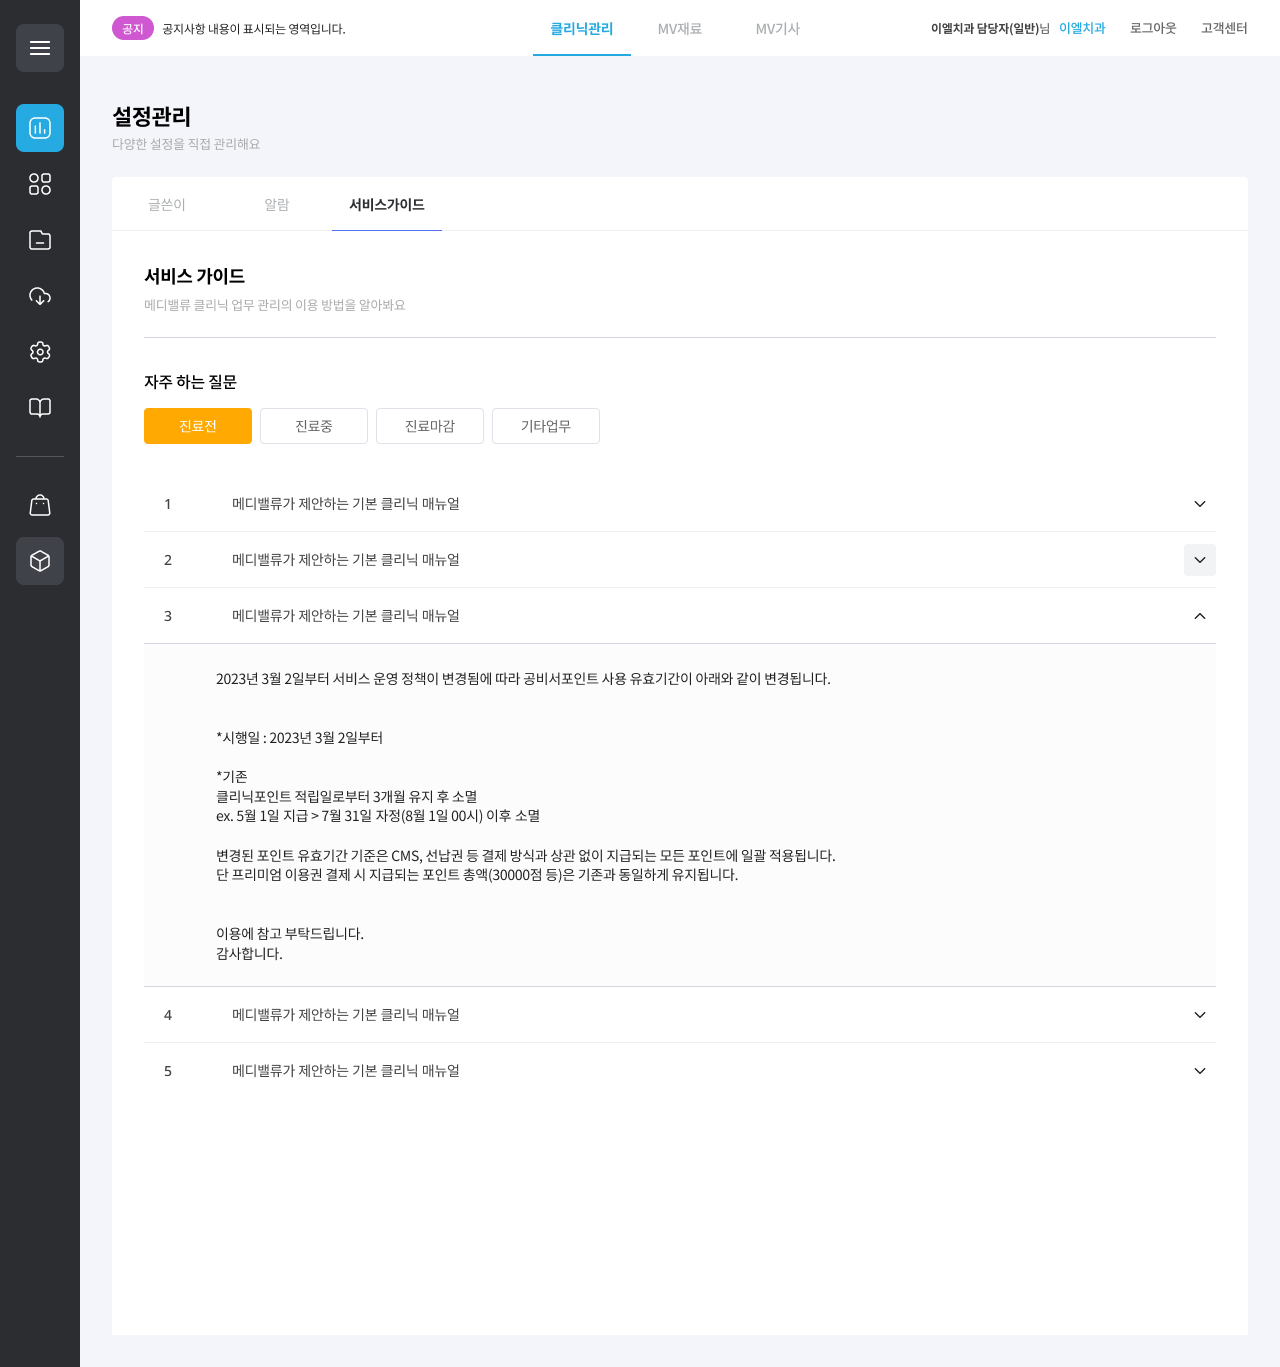 공지 공지사항 내용이 표시되는 영역입니다. 클리닉관리 MV재료 MV기사 이엘치과 담당자(일반)님 이엘치과 로그아웃 고객센터
설정관리
다양한 설정을 직접 관리해요
글쓴이 알람 서비스가이드
서비스 가이드
메디밸류 클리닉 업무 관리의 이용 방법을 알아봐요
자주 하는 질문
진료전 진료중 진료마감 기타업무
1 메디밸류가 제안하는 기본 클리닉 매뉴얼
2 메디밸류가 제안하는 기본 클리닉 매뉴얼
3 메디밸류가 제안하는 기본 클리닉 매뉴얼
2023년 3월 2일부터 서비스 운영 정책이 변경됨에 따라 공비서포인트 사용 유효기간이 아래와 같이 변경됩니다.
*시행일 : 2023년 3월 2일부터
*기존
클리닉포인트 적립일로부터 3개월 유지 후 소멸
ex. 5월 1일 지급 > 7월 31일 자정(8월 1일 00시) 이후 소멸
변경된 포인트 유효기간 기준은 CMS, 선납권 등 결제 방식과 상관 없이 지급되는 모든 포인트에 일괄 적용됩니다.
단 프리미엄 이용권 결제 시 지급되는 포인트 총액(30000점 등)은 기존과 동일하게 유지됩니다.
이용에 참고 부탁드립니다.
감사합니다.
4 메디밸류가 제안하는 기본 클리닉 매뉴얼
5 메디밸류가 제안하는 기본 클리닉 매뉴얼